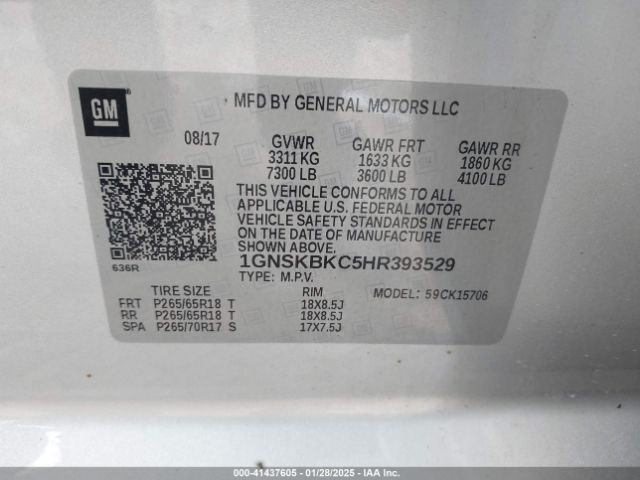 GM
MFD BY GENERAL MOTORS LLC
08/17
GVWR GAWR FRT GAWR RR
3311 KG 1633 KG 1860 KG
7300 LB 3600 LB 4100 LB
THIS VEHICLE CONFORMS TO ALL
APPLICABLE U.S. FEDERAL MOTOR
VEHICLE SAFETY STANDARDS IN EFFECT
ON THE DATE OF MANUFACTURE
SHOWN ABOVE.
1GNSKBKC5HR393529
636R
TYPE: M.P.V.
TIRE SIZE RIM MODEL: 59CK15706
FRT P265/65R18 T 18X8.5J
RR P265/65R18 T 18X8.5J
SPA P265/70R17 S 17X7.5J
000-41437605 - 01/28/2025 - IAAI.COM